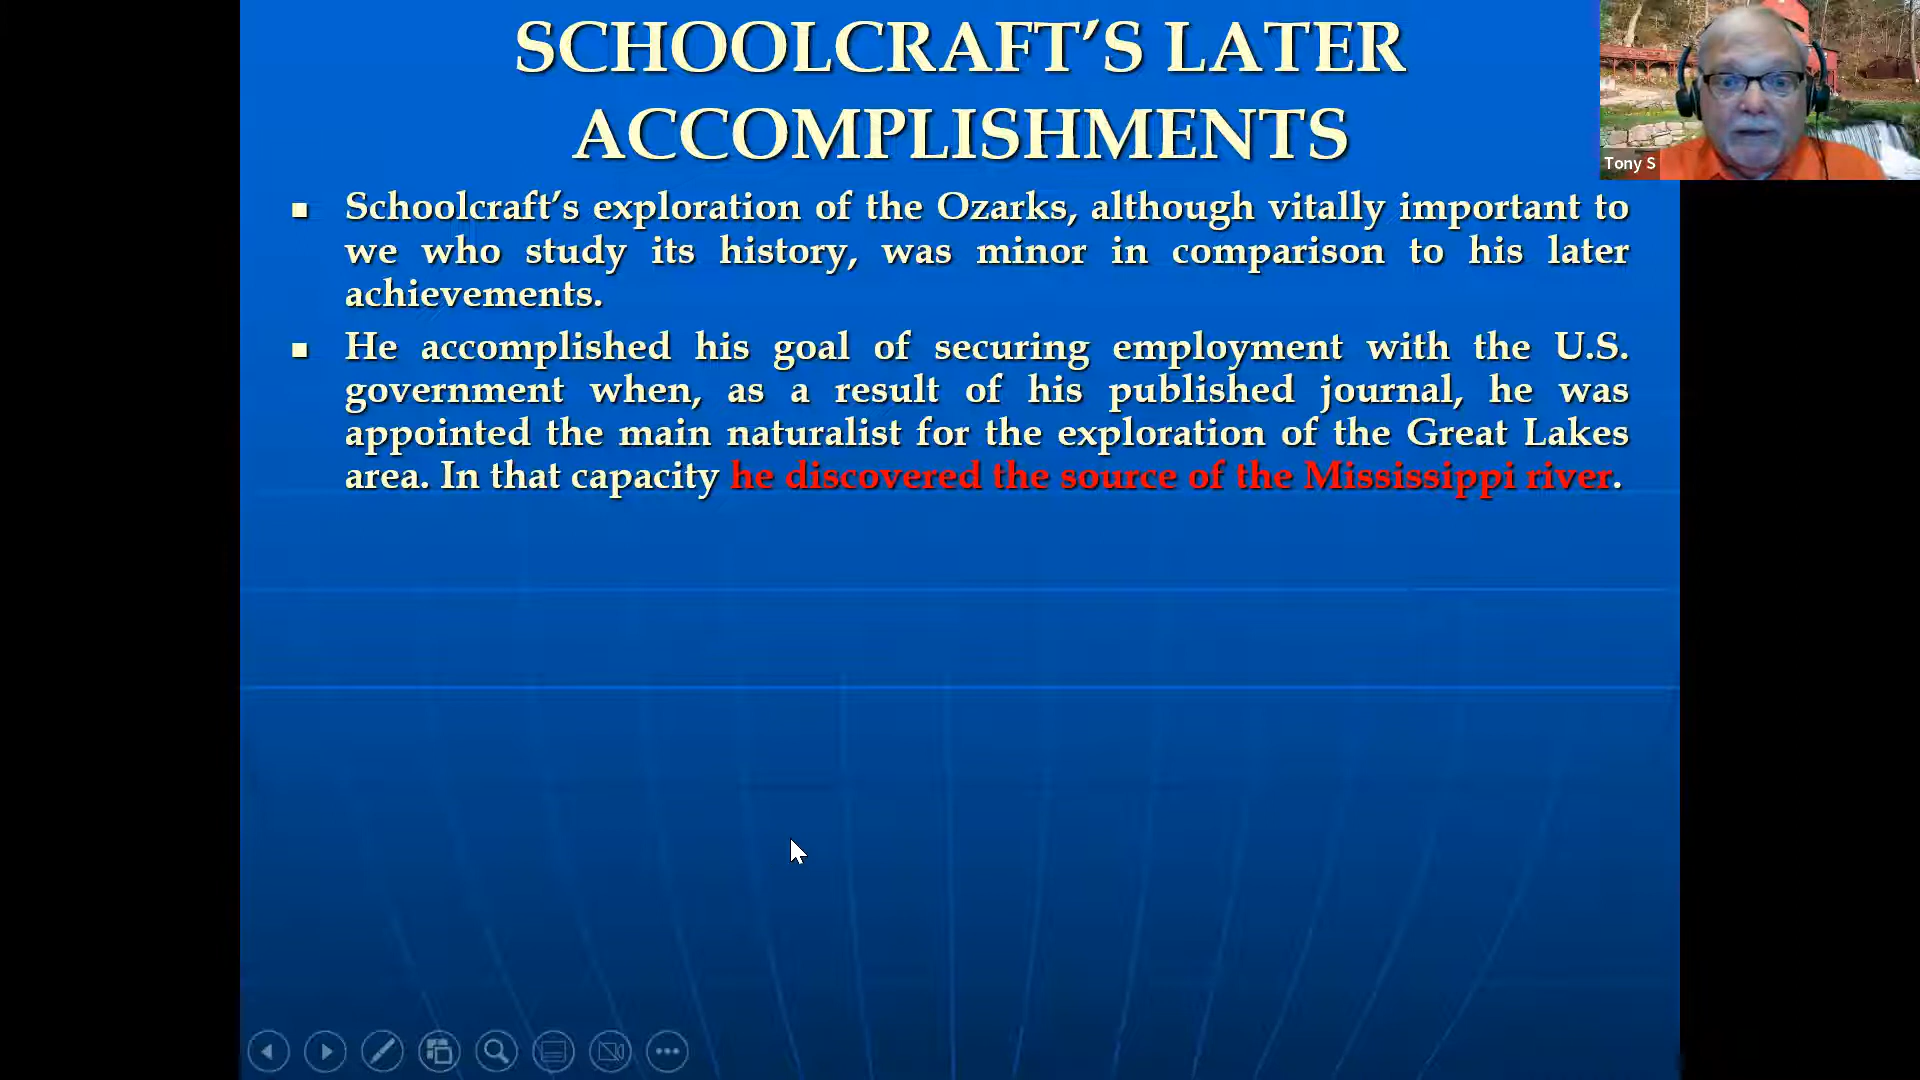 SCHOOLCRAFT’S LATER
ACCOMPLISHMENTS
Schoolcraft’s exploration of the Ozarks, although vitally important to
we who study its history, was minor in comparison to his later
achievements.
He accomplished his goal of securing employment with the U.S.
government when, as a result of his published journal, he was
appointed the main naturalist for the exploration of the Great Lakes
area. In that capacity he discovered the source of the Mississippi river.
Tony S